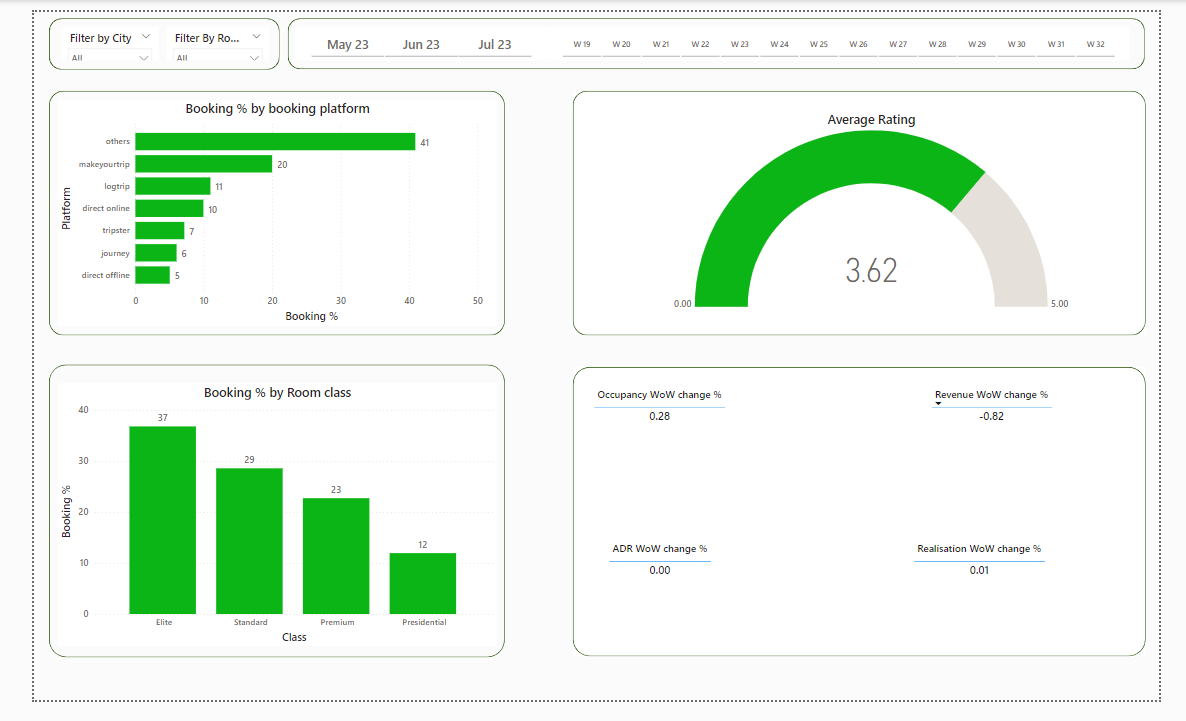 Filter by City
All
Filter By Ro...
All
May 23 Jun 23 Jul 23
W 19 W 20 W 21 W 22 W 23 W 24 W 25 W 26 W 27 W 28 W 29 W 30 W 31 W 32
Booking % by booking platform
Platform
others 41
makeyourtrip 20
logtrip 11
direct online 10
tripster 7
journey 6
direct offline 5
0 10 20 30 40 50
Booking %
Average Rating
3.62
0.00 5.00
Booking % by Room class
Booking %
40
30
20
10
0
37
29
23
12
Elite Standard Premium Presidential
Class
Occupancy WoW change %
0.28
Revenue WoW change %
-0.82
ADR WoW change %
0.00
Realisation WoW change %
0.01